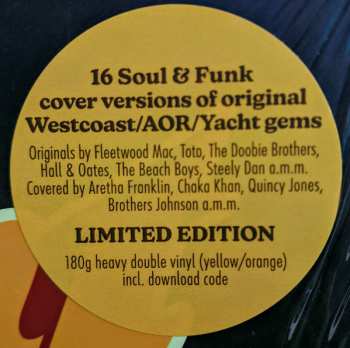 16 Soul & Funk
cover versions of original
Westcoast/AOR/Yacht gems
Originals by Fleetwood Mac, Toto, The Doobie Brothers,
Hall & Oates, The Beach Boys, Steely Dan a.m.m.
Covered by Aretha Franklin, Chaka Khan, Quincy Jones,
Brothers Johnson a.m.m.
LIMITED EDITION
180g heavy double vinyl (yellow/orange)
incl. download code